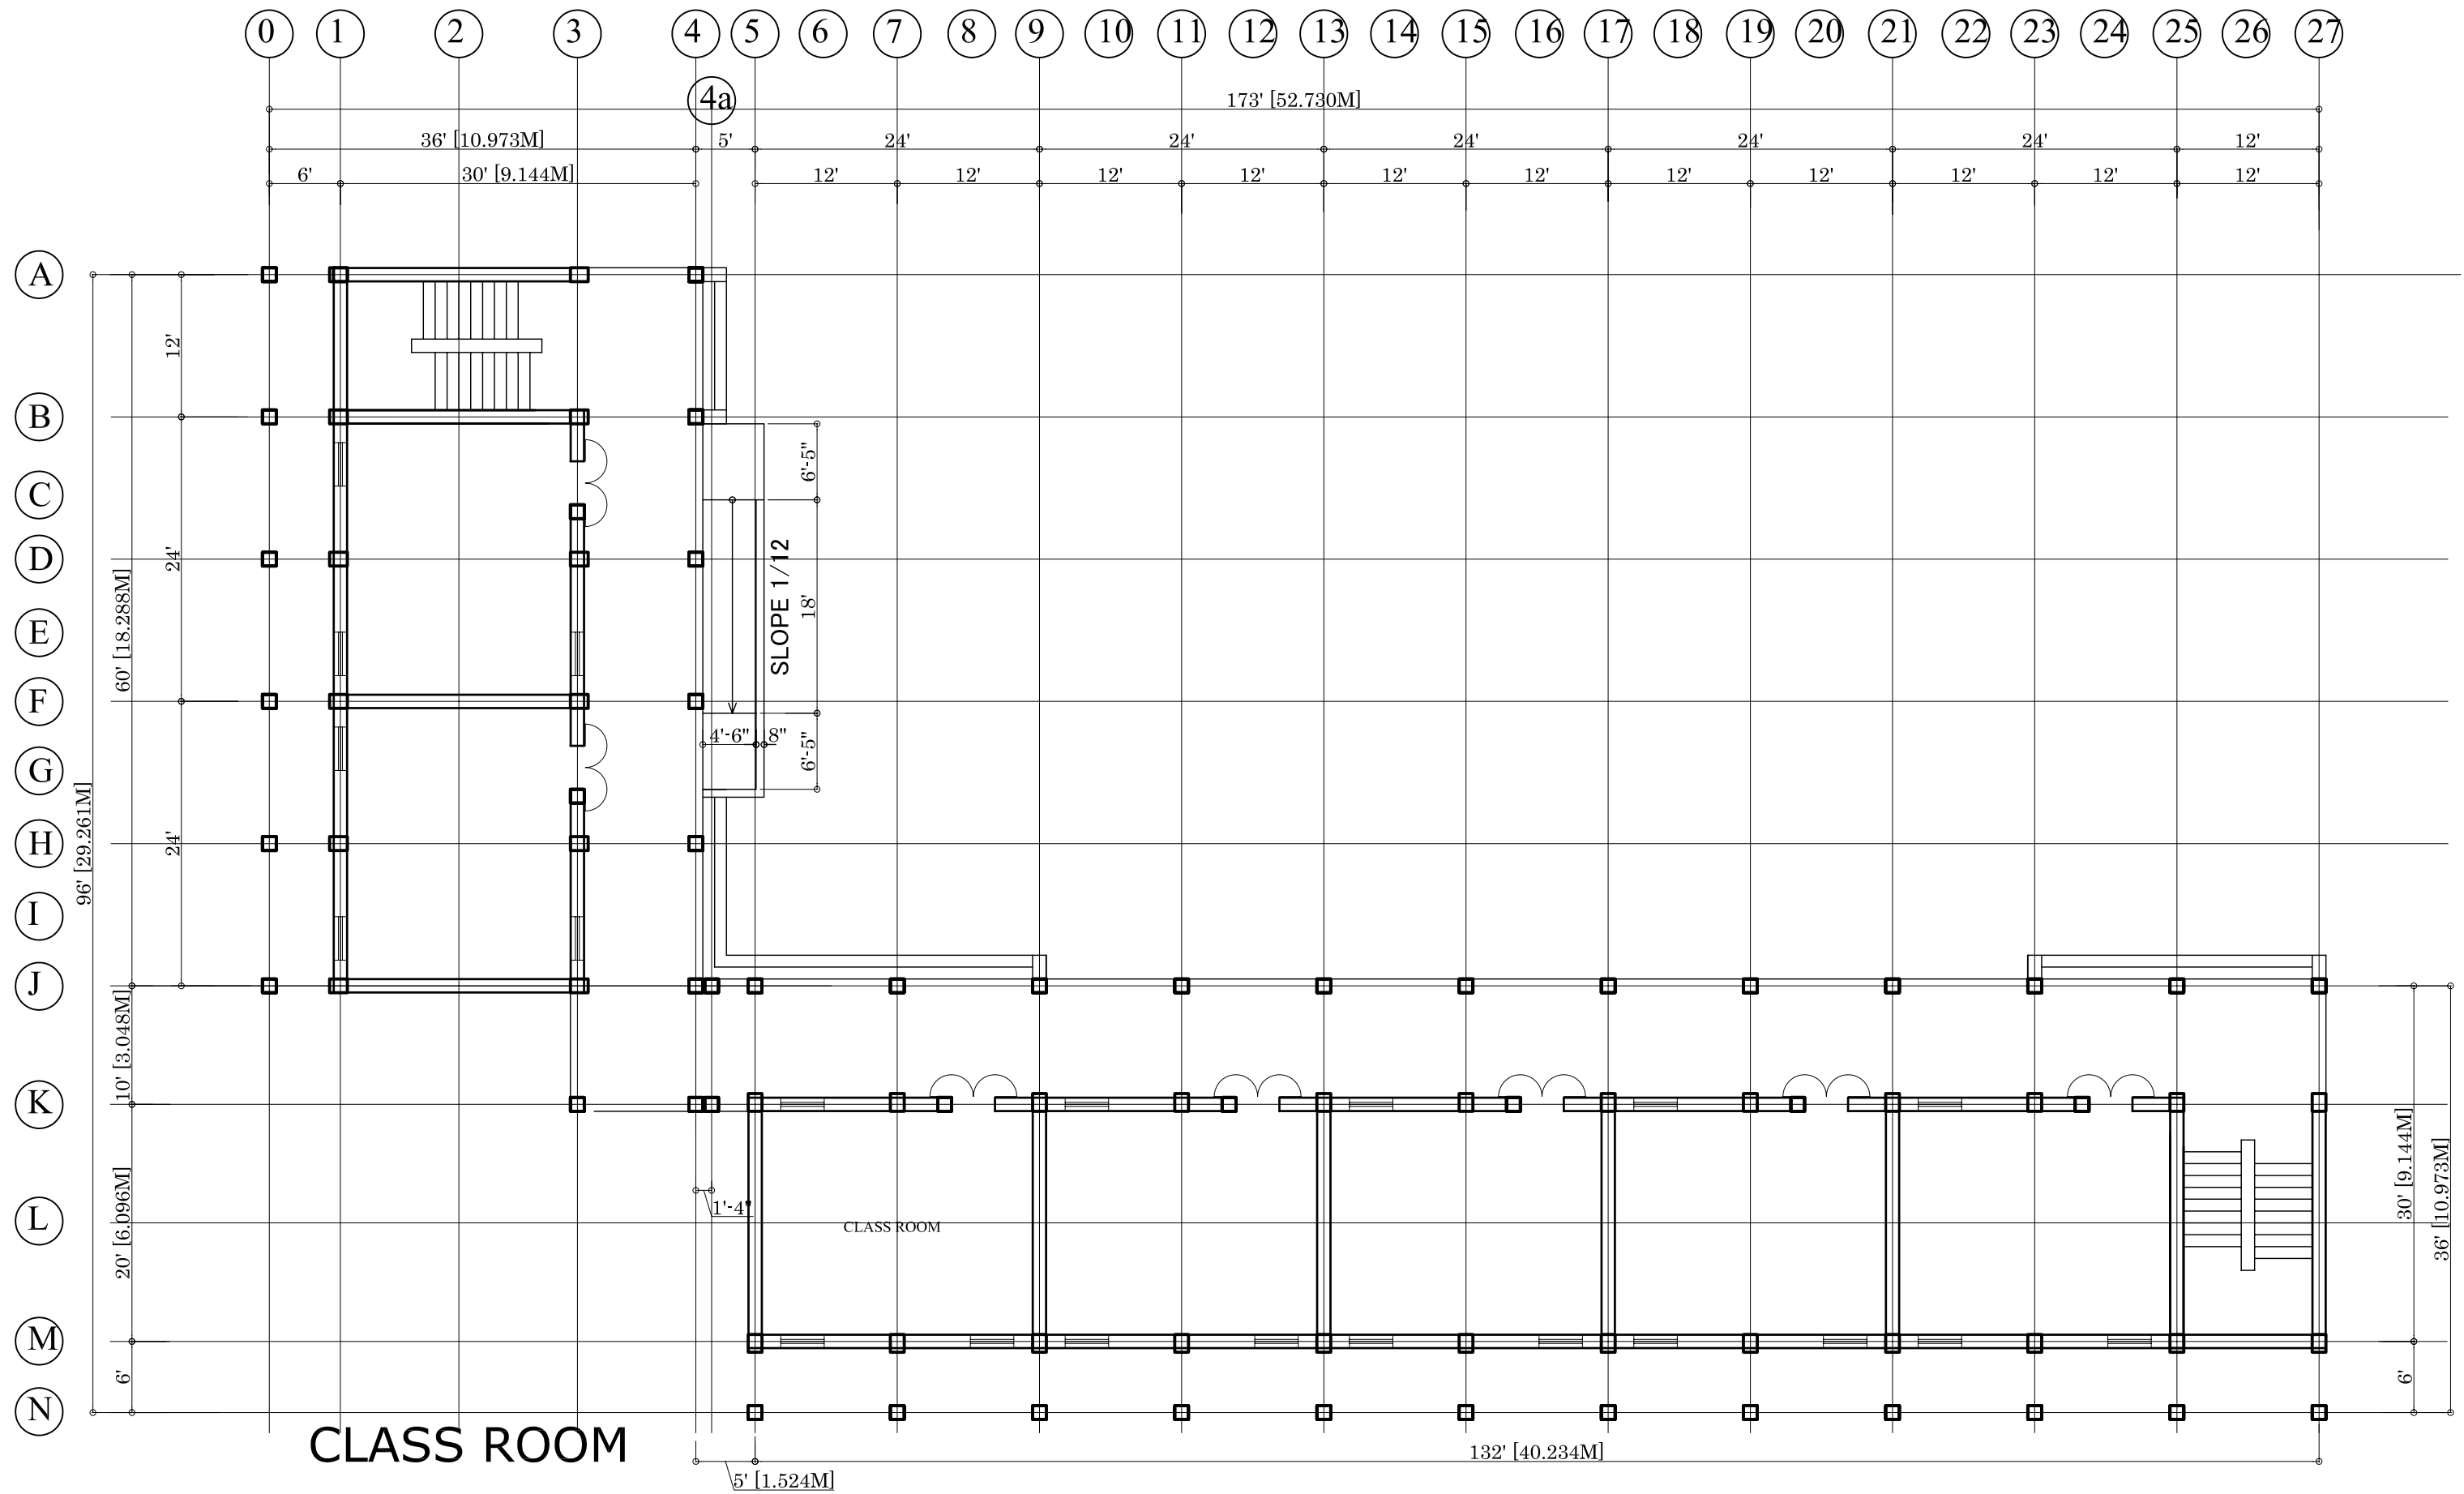 0 1 2 3 4 5 6 7 8 9 10 11 12 13 14 15 16 17 18 19 20 21 22 23 24 25 26 27
4a
173' [52.730M]
36' [10.973M] 5' 24' 24' 24' 24' 24' 12'
6' 30' [9.144M] 12' 12' 12' 12' 12' 12' 12' 12' 12' 12' 12'
A
12'
B
6'-5"
C
D
24'
SLOPE 1/12
18'
60' [18.288M]
E
F
4'-6" 8"
6'-5"
G
96' [29.261M]
H
24'
I
J
10' [3.048M]
K
30' [9.144M]
36' [10.973M]
20' [6.096M]
1'-4"
L
CLASS ROOM
M
6'
6'
N
CLASS ROOM
132' [40.234M]
5' [1.524M]